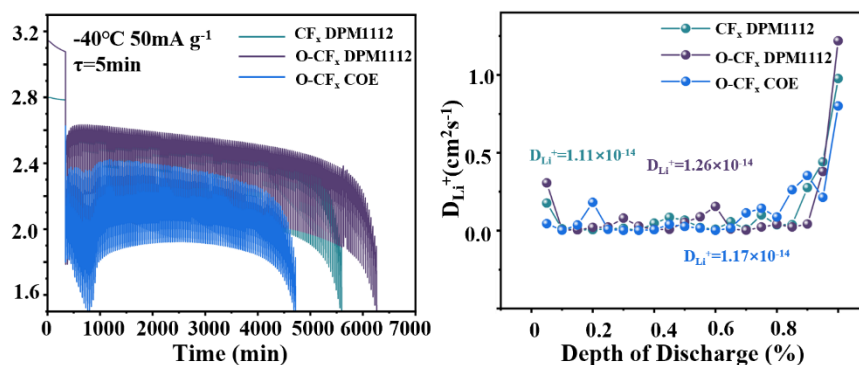 -40°C 50mA g⁻¹
τ=5min
CFₓ DPM1112
O-CFₓ DPM1112
O-CFₓ COE
3.2
2.8
2.4
2.0
1.6
0 1000 2000 3000 4000 5000 6000 7000
Time (min)
CFₓ DPM1112
O-CFₓ DPM1112
O-CFₓ COE
D_Li⁺=1.11×10⁻¹⁴
D_Li⁺=1.26×10⁻¹⁴
D_Li⁺=1.17×10⁻¹⁴
D_Li⁺(cm²s⁻¹)
1.0
0.5
0.0
0 0.2 0.4 0.6 0.8
Depth of Discharge (%)